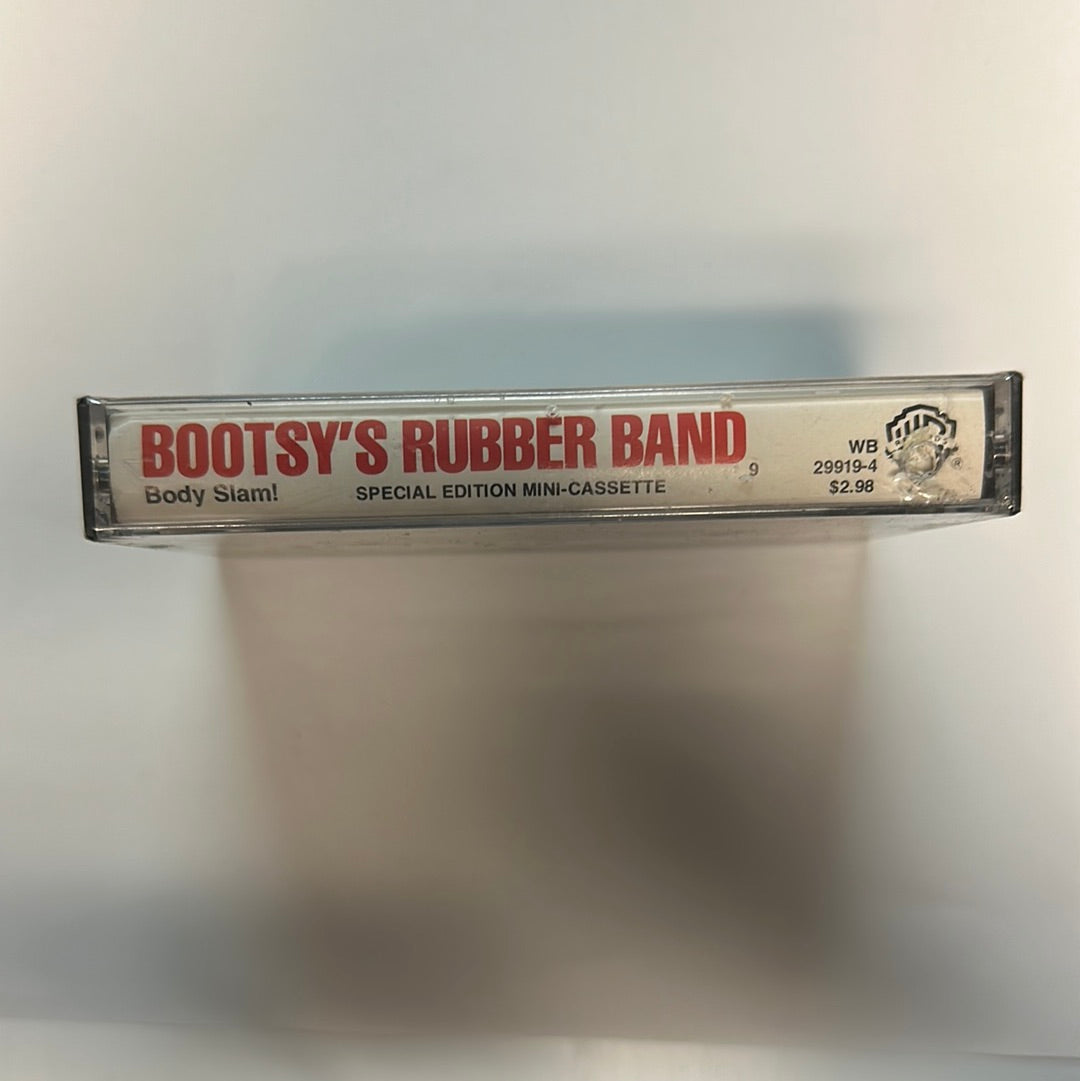 BOOTSY'S RUBBER BAND
Body Slam!
SPECIAL EDITION MINI-CASSETTE
9
WB
29919-4
$2.98
®